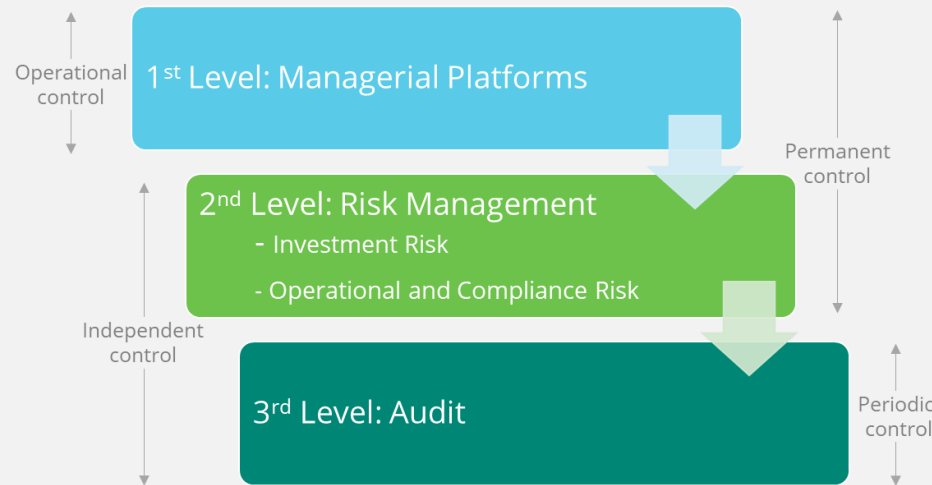 1st Level: Managerial Platforms
Operational
control
Permanent
control
2nd Level: Risk Management
- Investment Risk
- Operational and Compliance Risk
Independent
control
3rd Level: Audit
Periodic
control